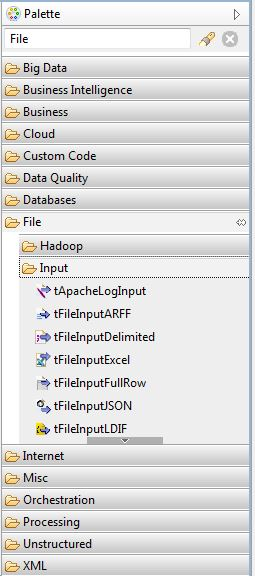 Palette
File
Big Data
Business Intelligence
Business
Cloud
Custom Code
Data Quality
Databases
File
Hadoop
Input
tApacheLogInput
tFileInputARFF
tFileInputDelimited
tFileInputExcel
tFileInputFullRow
tFileInputJSON
tFileInputLDIF
Internet
Misc
Orchestration
Processing
Unstructured
XML